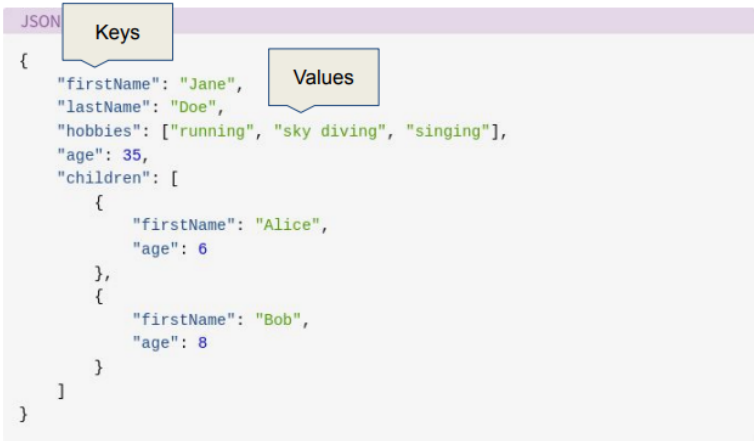 JSON
Keys
{
"firstName": "Jane",
Values
"lastName": "Doe",
"hobbies": ["running", "sky diving", "singing"],
"age": 35,
"children": [
{
"firstName": "Alice",
"age": 6
},
{
"firstName": "Bob",
"age": 8
}
]
}